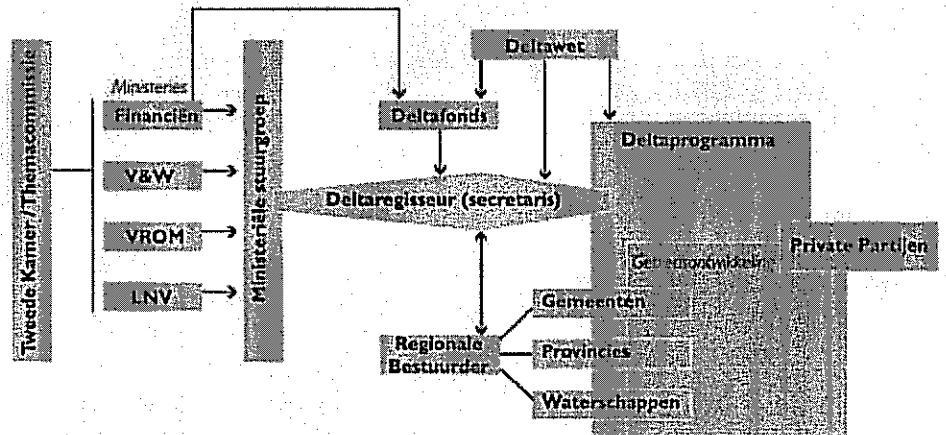 Tweede Kamer/Themacommissie
Ministeries
Financiën
V&W
VROM
LNV
Ministeriële stuurgroep
Deltawet
Deltafonds
Deltaprogramma
Deltaregisseur (secretaris)
Private Partijen
Gebiedsontwikkeling
Gemeenten
Regionale
Bestuurder
Provincies
Waterschappen